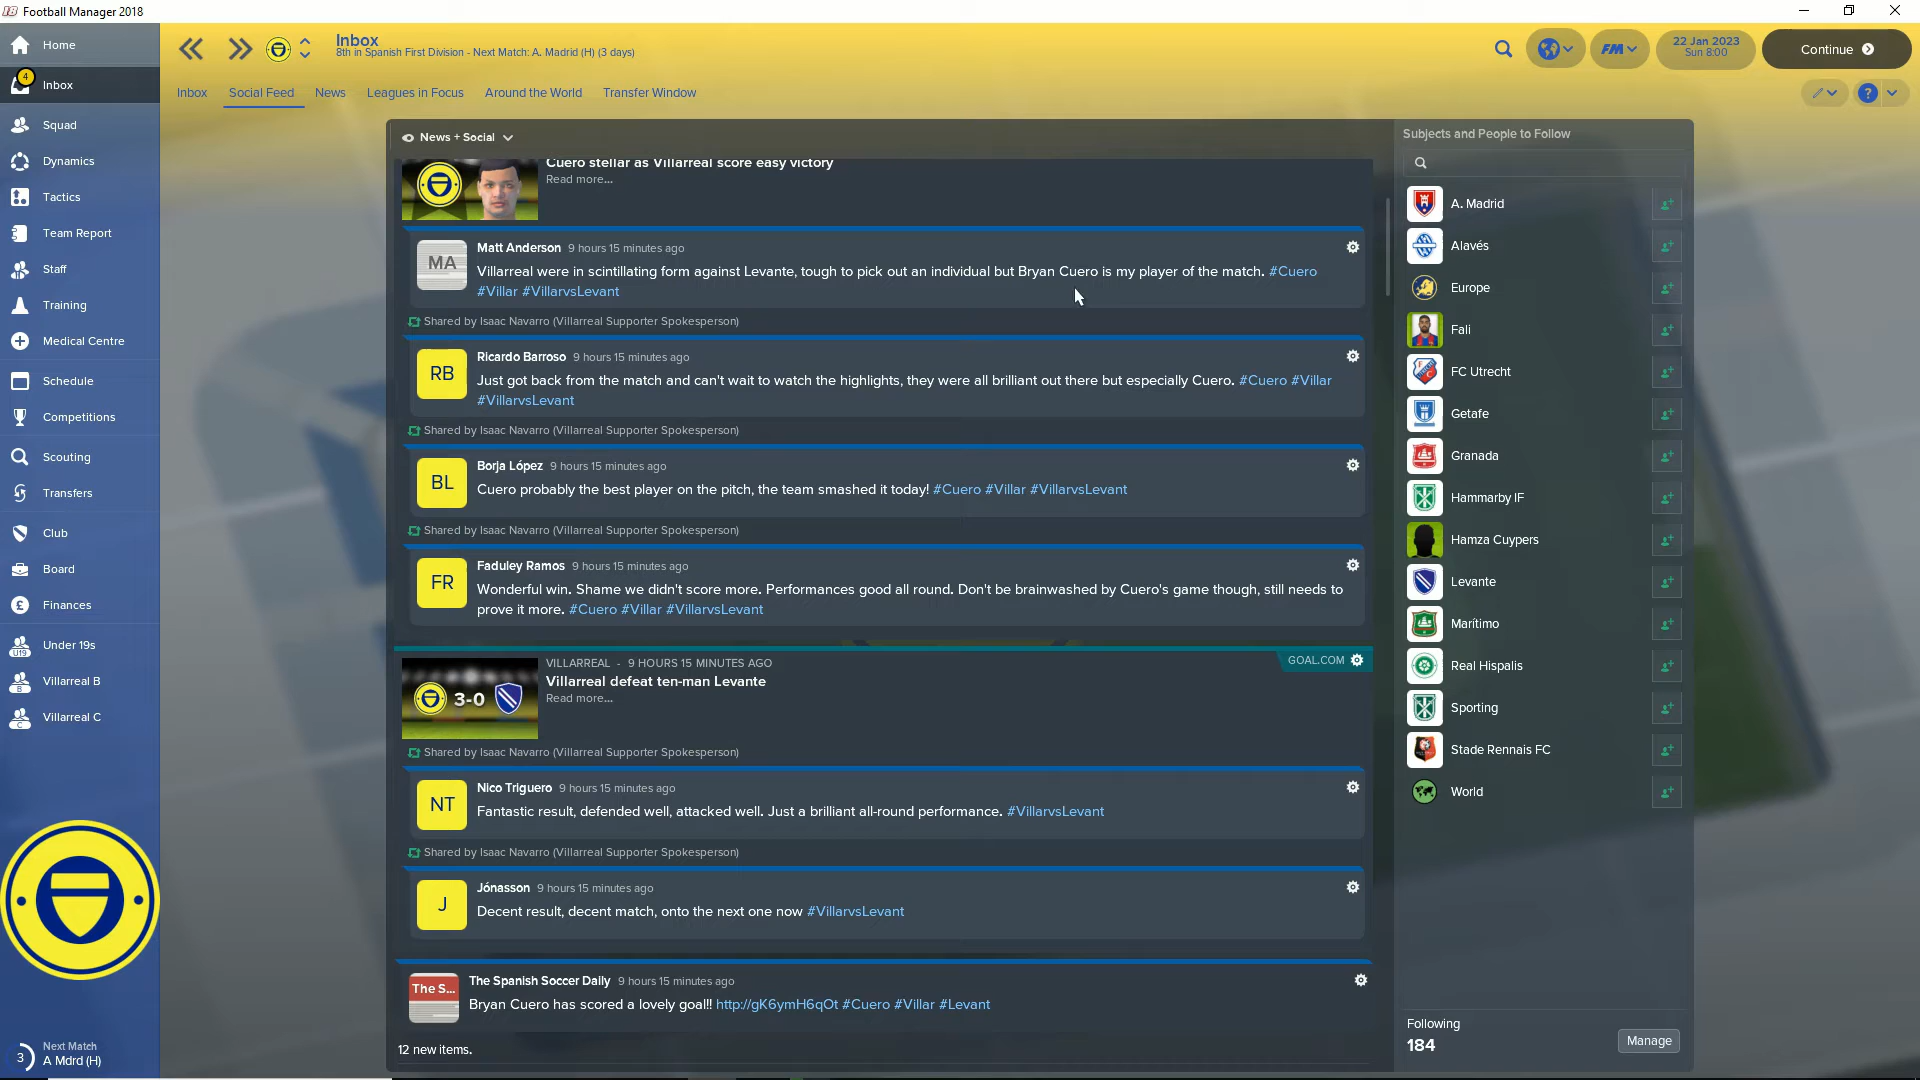 18 Football Manager 2018
Home
4
Inbox
Squad
Dynamics
Tactics
Team Report
Staff
Training
Medical Centre
Schedule
Competitions
Scouting
Transfers
Club
Board
Finances
U19 Under 19s
B Villarreal B
C Villarreal C
3 Next Match
A Mdrd (H)
Inbox
8th in Spanish First Division - Next Match: A. Madrid (H) (3 days)
FM
22 Jan 2023
Sun 8:00
Continue
Inbox Social Feed News Leagues in Focus Around the World Transfer Window
?
News + Social
Cuero stellar as Villarreal score easy victory
Read more...
MA
Matt Anderson 9 hours 15 minutes ago
Villarreal were in scintillating form against Levante, tough to pick out an individual but Bryan Cuero is my player of the match. #Cuero
#Villar #VillarvsLevant
Shared by Isaac Navarro (Villarreal Supporter Spokesperson)
RB
Ricardo Barroso 9 hours 15 minutes ago
Just got back from the match and can't wait to watch the highlights, they were all brilliant out there but especially Cuero. #Cuero #Villar
#VillarvsLevant
Shared by Isaac Navarro (Villarreal Supporter Spokesperson)
BL
Borja López 9 hours 15 minutes ago
Cuero probably the best player on the pitch, the team smashed it today! #Cuero #Villar #VillarvsLevant
Shared by Isaac Navarro (Villarreal Supporter Spokesperson)
FR
Faduley Ramos 9 hours 15 minutes ago
Wonderful win. Shame we didn't score more. Performances good all round. Don't be brainwashed by Cuero's game though, still needs to
prove it more. #Cuero #Villar #VillarvsLevant
3-0
VILLARREAL - 9 HOURS 15 MINUTES AGO
GOAL.COM
Villarreal defeat ten-man Levante
Read more...
Shared by Isaac Navarro (Villarreal Supporter Spokesperson)
NT
Nico Triguero 9 hours 15 minutes ago
Fantastic result, defended well, attacked well. Just a brilliant all-round performance. #VillarvsLevant
Shared by Isaac Navarro (Villarreal Supporter Spokesperson)
J
Jónasson 9 hours 15 minutes ago
Decent result, decent match, onto the next one now #VillarvsLevant
The S...
The Spanish Soccer Daily 9 hours 15 minutes ago
Bryan Cuero has scored a lovely goal!! http://gK6ymH6qOt #Cuero #Villar #Levant
12 new items.
Subjects and People to Follow
A. Madrid
Alavés
Europe
Fali
FC Utrecht
Getafe
Granada
Hammarby IF
Hamza Cuypers
Levante
Marítimo
Real Hispalis
Sporting
Stade Rennais FC
World
Following
184
Manage